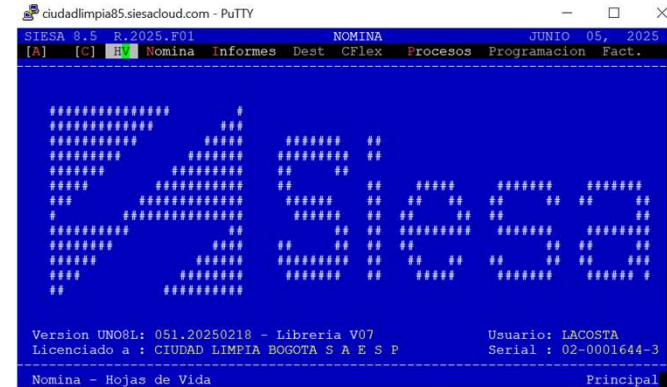 ciudadlimpia85.siesacloud.com - PuTTY
SIESA 8.5 R.2025.F01 NOMINA JUNIO 05, 2025
[A] [C] HV Nomina Informes Dest CFlex Procesos Programacion Fact.
Siesa
Version UNO8L: 051.20250218 - Libreria V07 Usuario: LACOSTA
Licenciado a : CIUDAD LIMPIA BOGOTA S A E S P Serial : 02-0001644-3
Nomina - Hojas de Vida Principal